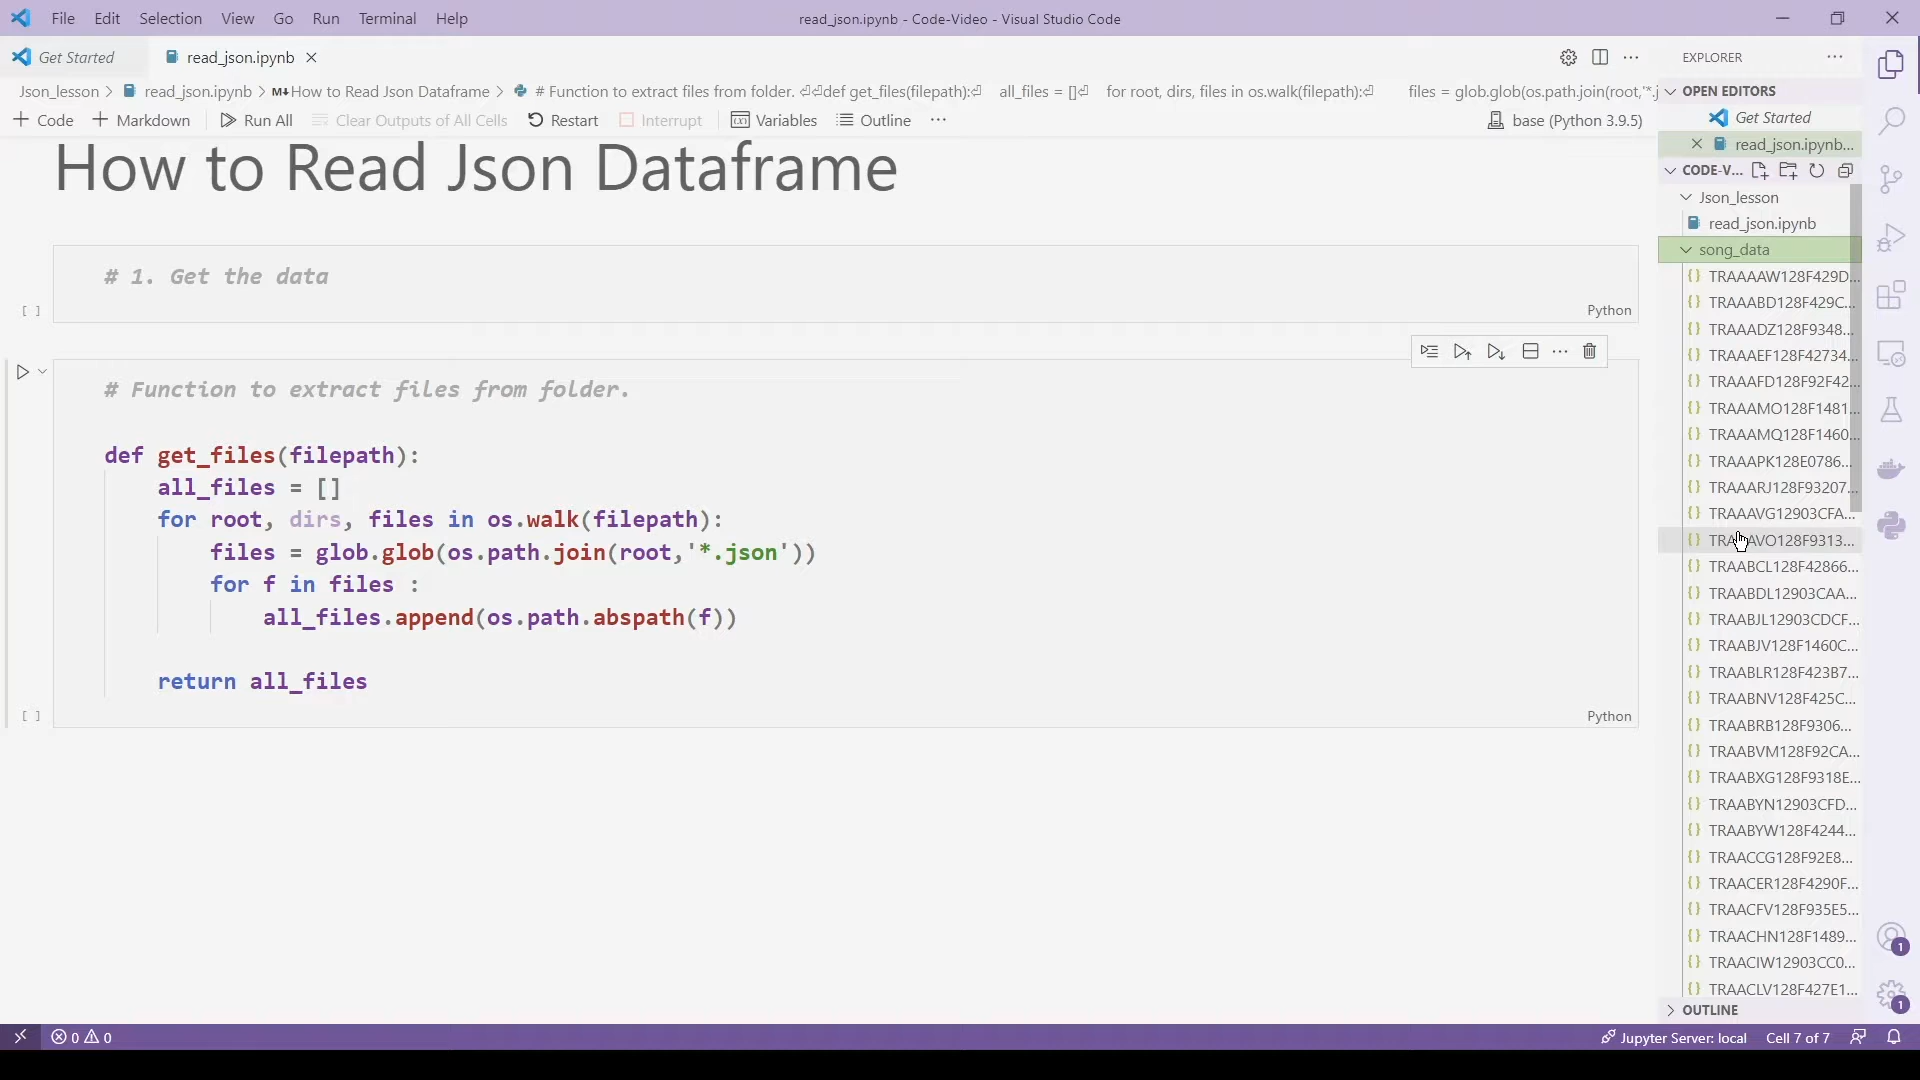 File Edit Selection View Go Run Terminal Help
read_json.ipynb - Code-Video - Visual Studio Code
Get Started
read_json.ipynb
Json_lesson > read_json.ipynb > M↓How to Read Json Dataframe > # Function to extract files from folder. ⏎⏎def get_files(filepath):⏎ all_files = []⏎ for root, dirs, files in os.walk(filepath):⏎ files = glob.glob(os.path.join(root,'*.j
Code Markdown Run All Clear Outputs of All Cells Restart Interrupt Variables Outline ...
base (Python 3.9.5)
How to Read Json Dataframe
# 1. Get the data
[ ]
Python
# Function to extract files from folder.
def get_files(filepath):
all_files = []
for root, dirs, files in os.walk(filepath):
files = glob.glob(os.path.join(root,'*.json'))
for f in files :
all_files.append(os.path.abspath(f))
return all_files
[ ]
Python
EXPLORER
OPEN EDITORS
Get Started
read_json.ipynb...
CODE-V...
Json_lesson
read_json.ipynb
song_data
TRAAAAW128F429D...
TRAAABD128F429C...
TRAAADZ128F9348...
TRAAAEF128F42734...
TRAAAFD128F92F42...
TRAAAMO128F1481...
TRAAAMQ128F1460...
TRAAAPK128E0786...
TRAAARJ128F93207...
TRAAAVG12903CFA...
TRAAAVO128F9313...
TRAABCL128F42866...
TRAABDL12903CAA...
TRAABJL12903CDCF...
TRAABJV128F1460C...
TRAABLR128F423B7...
TRAABNV128F425C...
TRAABRB128F9306...
TRAABVM128F92CA...
TRAABXG128F9318E...
TRAABYN12903CFD...
TRAABYW128F4244...
TRAACCG128F92E8...
TRAACER128F4290F...
TRAACFV128F935E5...
TRAACHN128F1489...
TRAACIW12903CC0...
TRAACLV128F427E1...
OUTLINE
1
1
0 0
Jupyter Server: local Cell 7 of 7